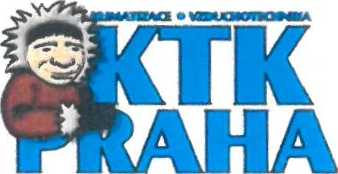 KLIMATIZACE • VZDUCHOTECHNIKA
KTK
PRAHA